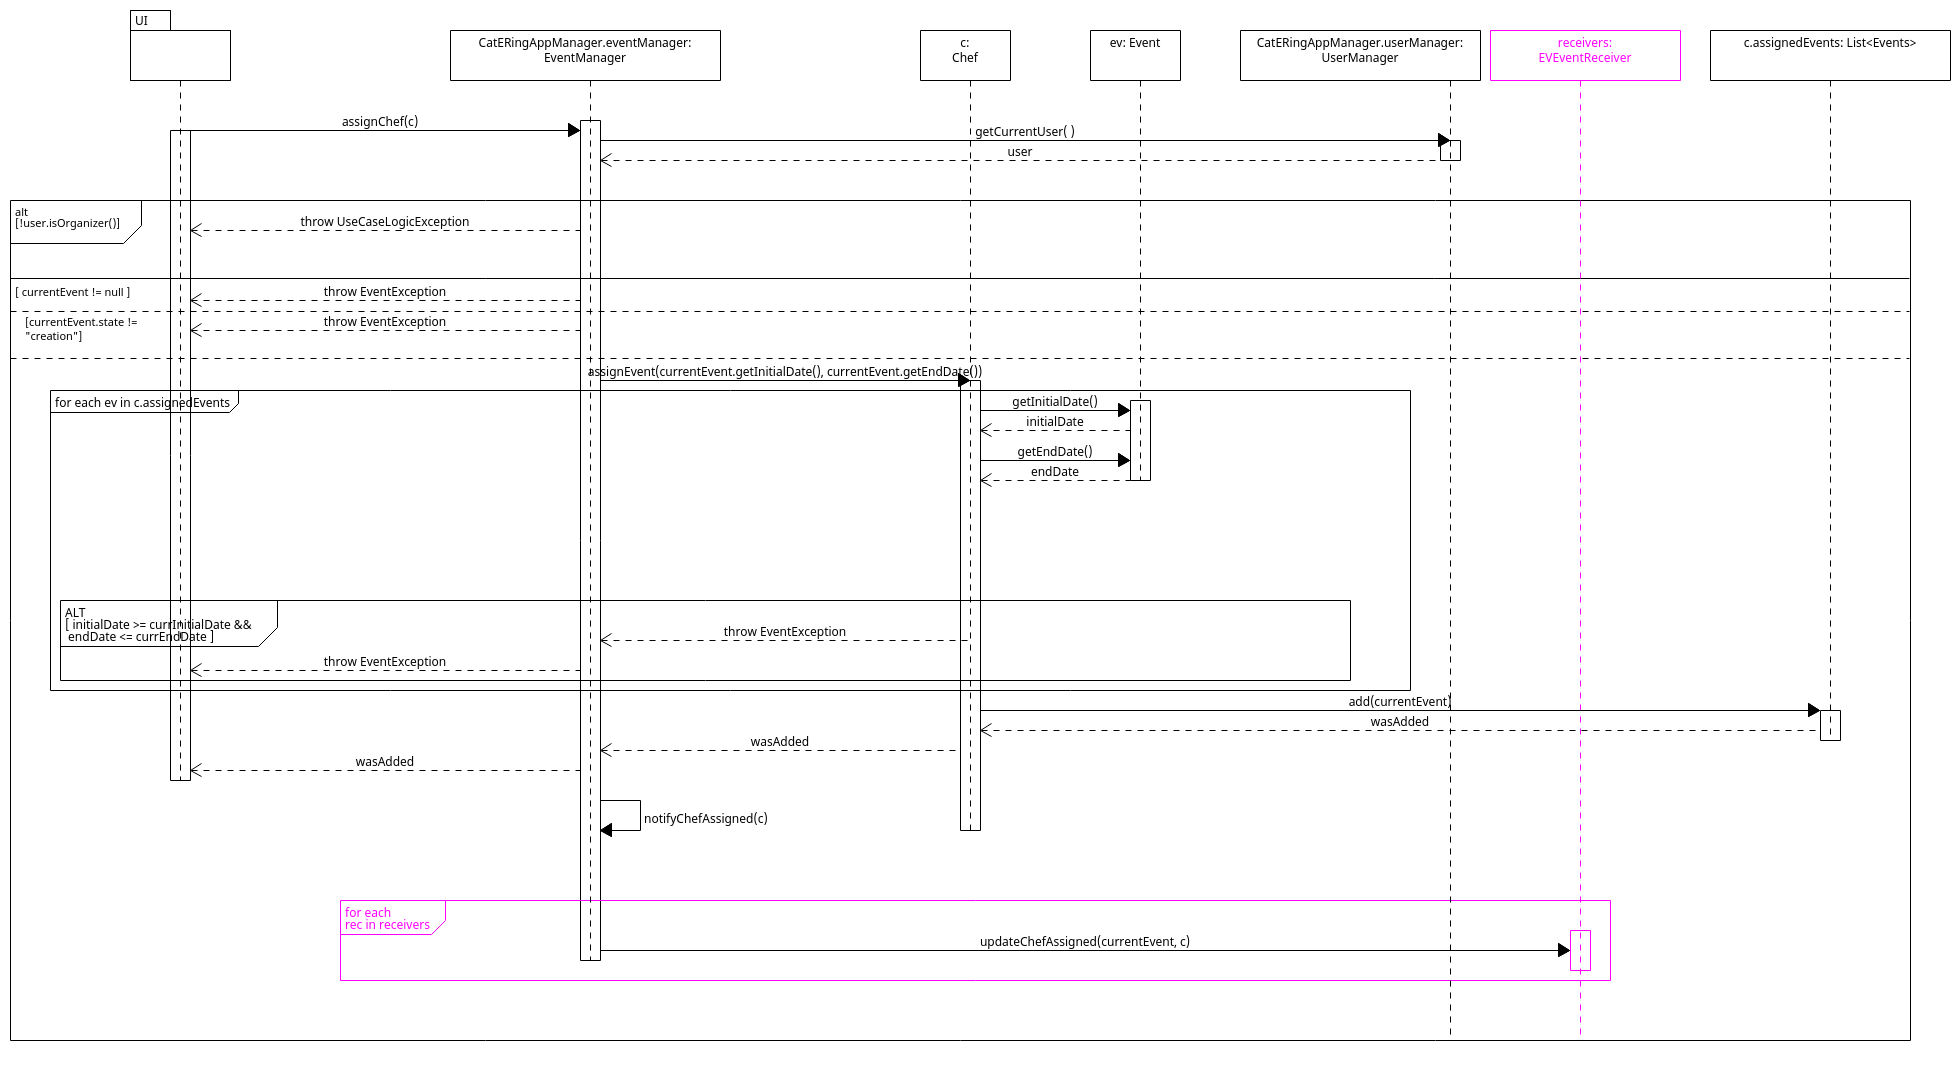 UI
CatERingAppManager.eventManager:
EventManager
c:
Chef
ev: Event
CatERingAppManager.userManager:
UserManager
receivers:
EVEventReceiver
c.assignedEvents: List<Events>
assignChef(c)
getCurrentUser( )
user
alt
[!user.isOrganizer()]
throw UseCaseLogicException
[ currentEvent != null ]
throw EventException
[currentEvent.state !=
"creation"]
throw EventException
assignEvent(currentEvent.getInitialDate(), currentEvent.getEndDate())
for each ev in c.assignedEvents
getInitialDate()
initialDate
getEndDate()
endDate
ALT
[ initialDate >= currInitialDate &&
endDate <= currEndDate ]
throw EventException
throw EventException
add(currentEvent)
wasAdded
wasAdded
wasAdded
notifyChefAssigned(c)
for each
rec in receivers
updateChefAssigned(currentEvent, c)